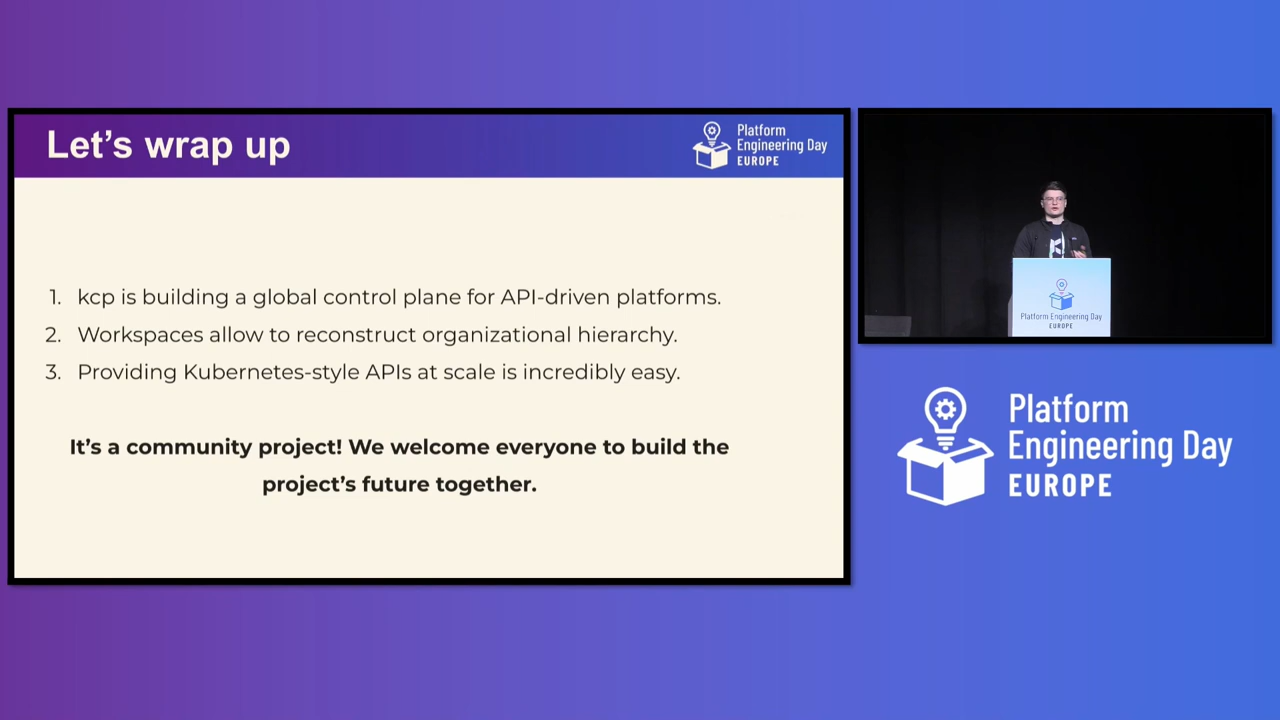 Let's wrap up
Platform
Engineering Day
EUROPE
1. kcp is building a global control plane for API-driven platforms.
2. Workspaces allow to reconstruct organizational hierarchy.
3. Providing Kubernetes-style APIs at scale is incredibly easy.
It's a community project! We welcome everyone to build the
project's future together.
Platform Engineering Day
EUROPE
Platform
Engineering Day
EUROPE